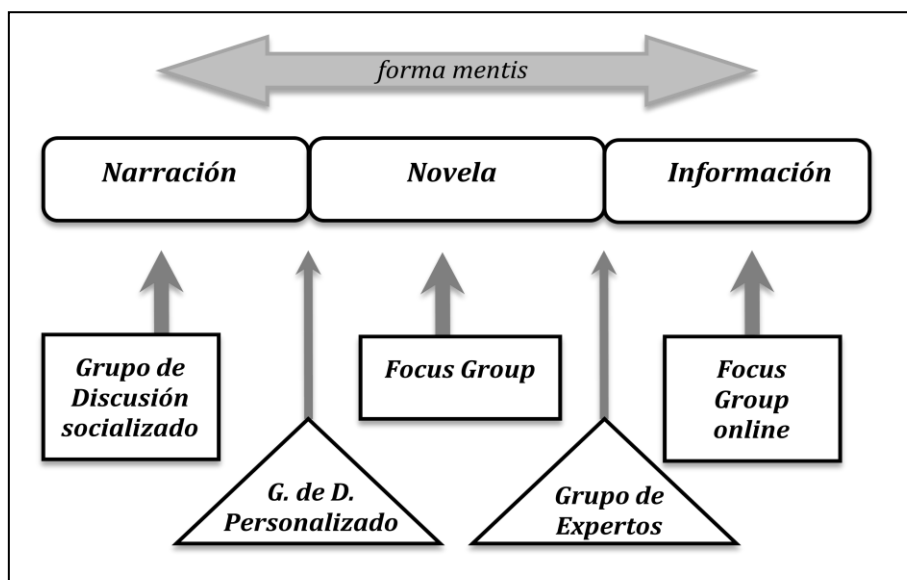 forma mentis
Narración
Novela
Información
Grupo de
Discusión
socializado
Focus Group
Focus
Group
online
G. de D.
Personalizado
Grupo de
Expertos